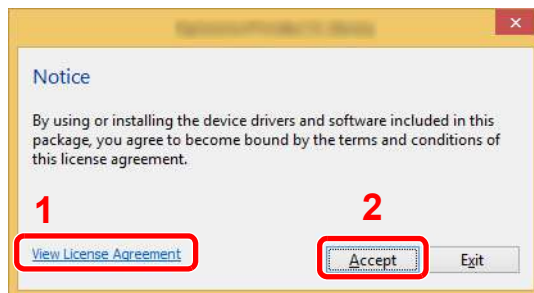 Notice
By using or installing the device drivers and software included in this
package, you agree to become bound by the terms and conditions of
this license agreement.
1
2
View License Agreement
Accept
Exit